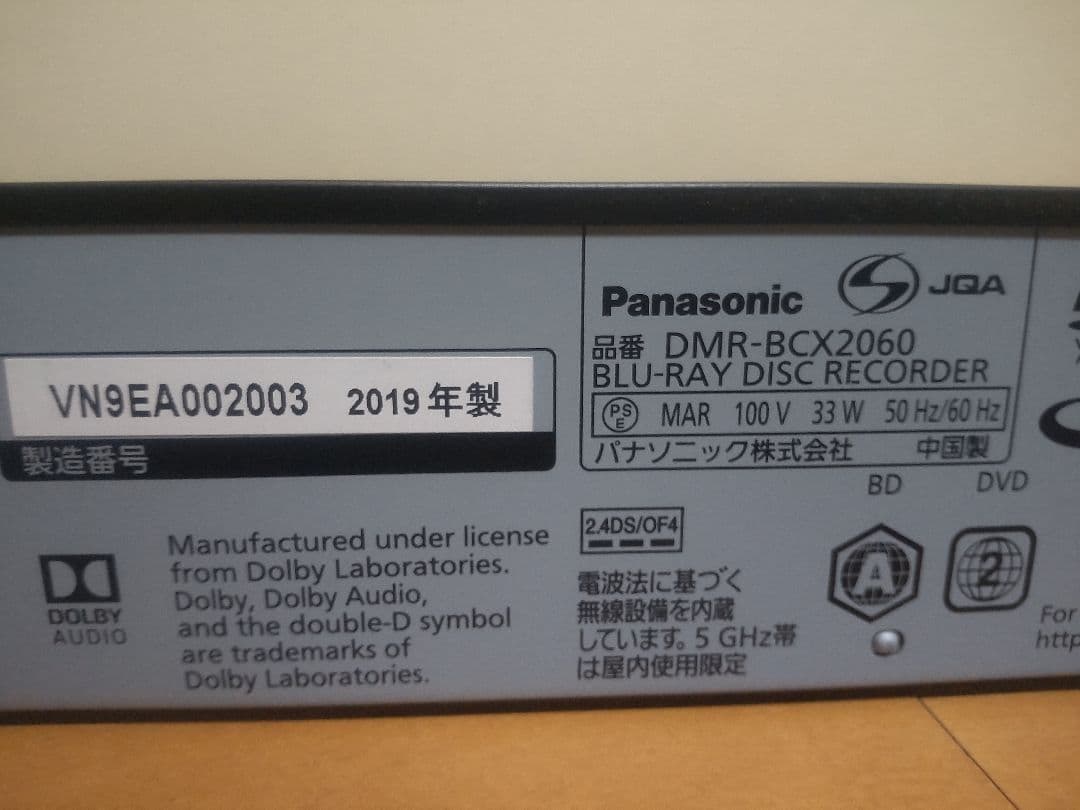 VN9EA002003 2019年製
製造番号
Panasonic
JQA
品番 DMR-BCX2060
BLU-RAY DISC RECORDER
PS
E
MAR 100 V 33 W 50 Hz/60 Hz
パナソニック株式会社 中国製
BD DVD
DOLBY
AUDIO
Manufactured under license
from Dolby Laboratories.
Dolby, Dolby Audio,
and the double-D symbol
are trademarks of
Dolby Laboratories.
2.4DS/OF4
電波法に基づく
無線設備を内蔵
しています。5 GHz帯
は屋内使用限定
A
2
For
http